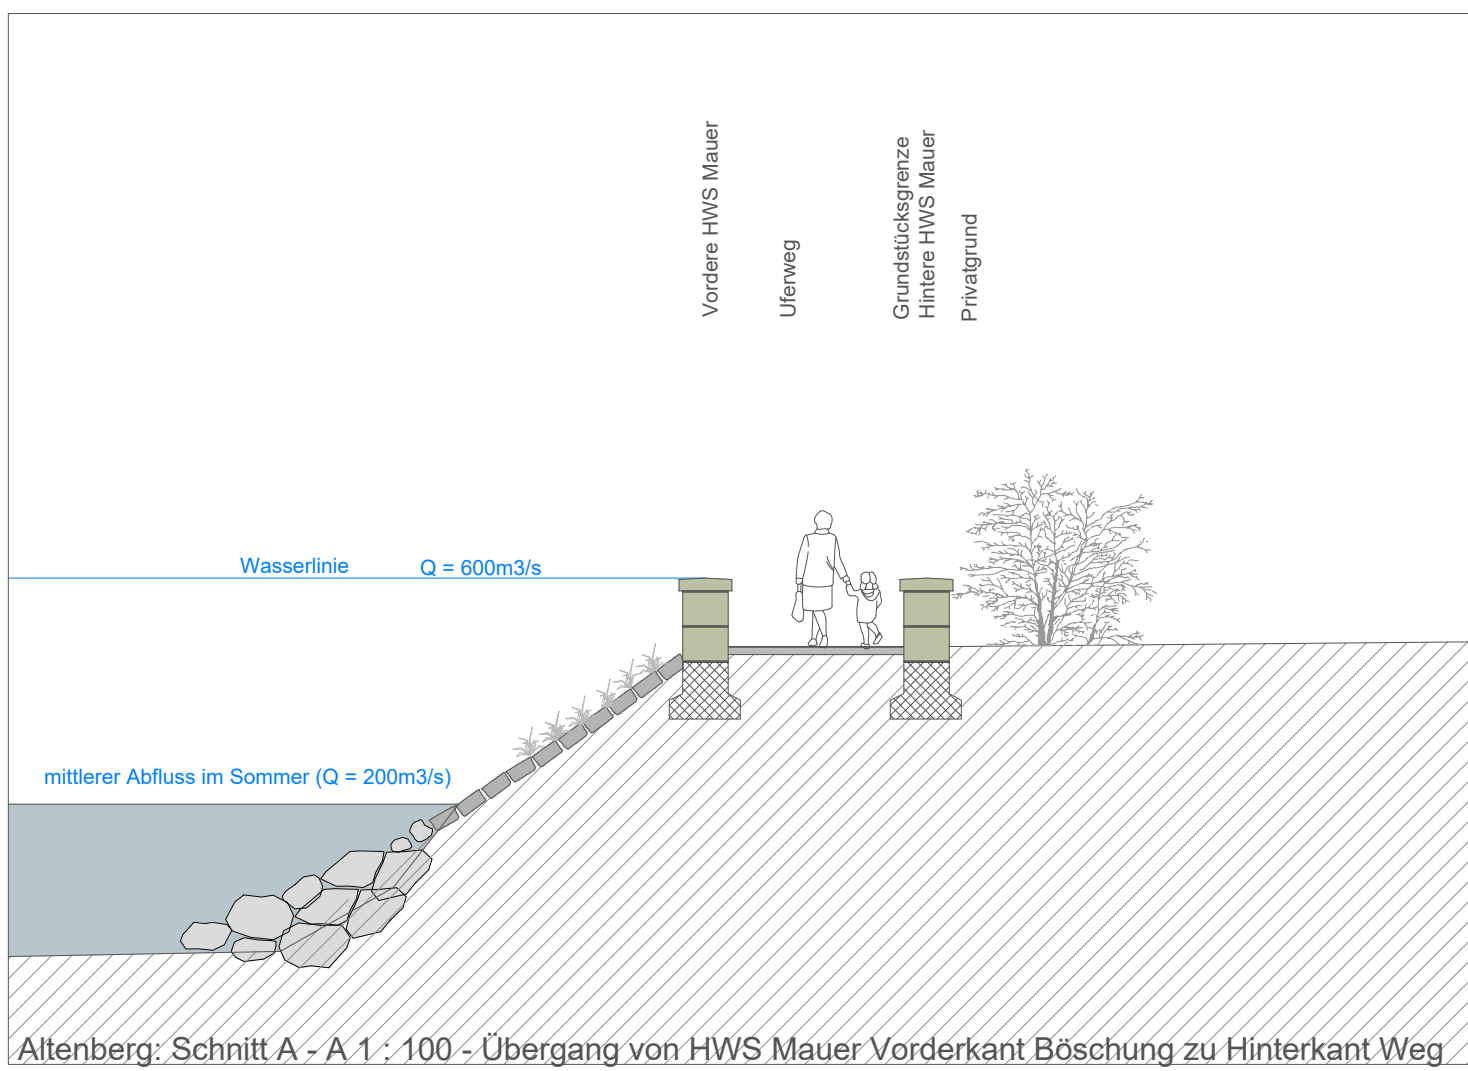 Vordere HWS Mauer
Uferweg
Grundstücksgrenze
Hintere HWS Mauer
Privatgrund
Wasserlinie
Q = 600m3/s
mittlerer Abfluss im Sommer (Q = 200m3/s)
Altenberg: Schnitt A - A 1 : 100 - Übergang von HWS Mauer Vorderkant Böschung zu Hinterkant Weg